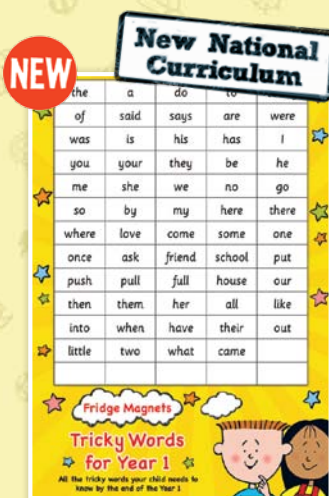 New National
Curriculum
NEW
the a do to
of said says are were
was is his has I
you your they be he
me she we no go
so by my here there
where love come some one
once ask friend school put
push pull full house our
then them her all like
into when have their out
little two what came
Fridge Magnets
Tricky Words
for Year 1
All the tricky words your child needs to
know by the end of the Year 1